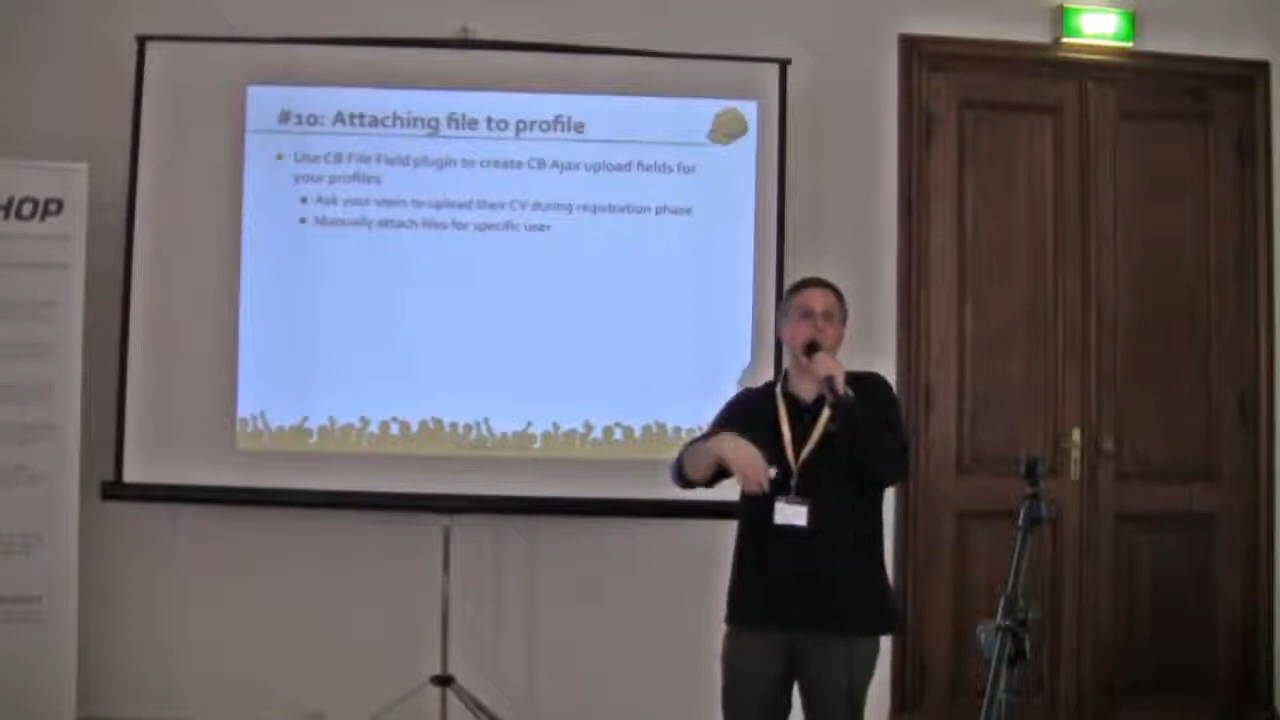 #10: Attaching file to profile
Use CB File Field plugin to create CB Ajax upload fields for
your profiles
Ask your users to upload their CV during registration phase
Manually attach files for specific user
HOP